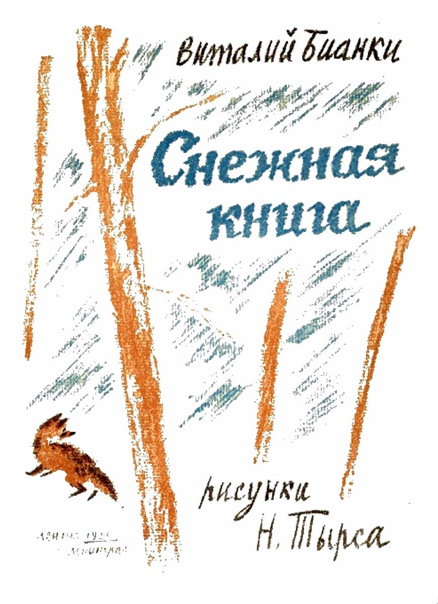 Виталий Бианки
Снежная
книга
рисунки
Н. Тырса